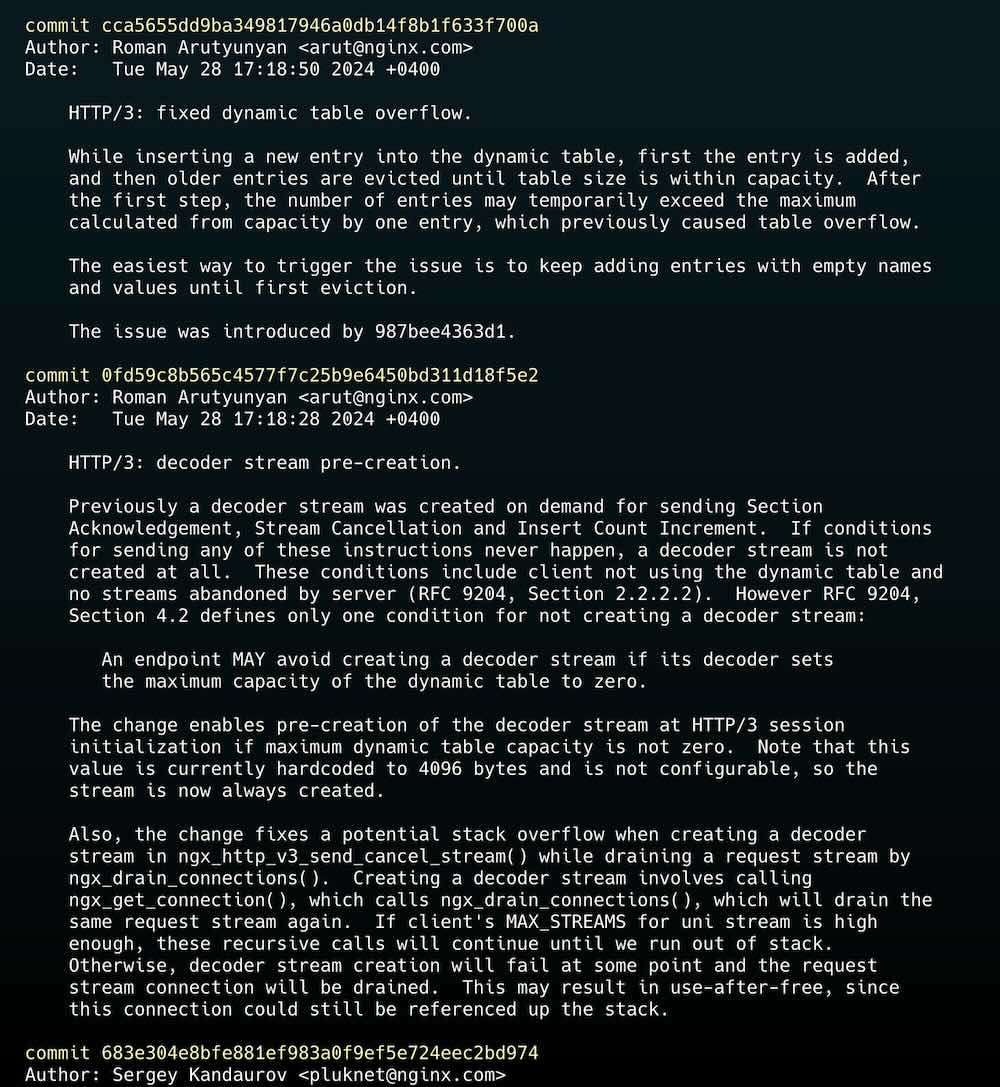 commit cca5655dd9ba349817946a0db14f8b1f633f700a
Author: Roman Arutyunyan <arut@nginx.com>
Date:   Tue May 28 17:18:50 2024 +0400
HTTP/3: fixed dynamic table overflow.
While inserting a new entry into the dynamic table, first the entry is added,
and then older entries are evicted until table size is within capacity.  After
the first step, the number of entries may temporarily exceed the maximum
calculated from capacity by one entry, which previously caused table overflow.
The easiest way to trigger the issue is to keep adding entries with empty names
and values until first eviction.
The issue was introduced by 987bee4363d1.
commit 0fd59c8b565c4577f7c25b9e6450bd311d18f5e2
Author: Roman Arutyunyan <arut@nginx.com>
Date:   Tue May 28 17:18:28 2024 +0400
HTTP/3: decoder stream pre-creation.
Previously a decoder stream was created on demand for sending Section
Acknowledgement, Stream Cancellation and Insert Count Increment.  If conditions
for sending any of these instructions never happen, a decoder stream is not
created at all.  These conditions include client not using the dynamic table and
no streams abandoned by server (RFC 9204, Section 2.2.2.2).  However RFC 9204,
Section 4.2 defines only one condition for not creating a decoder stream:
An endpoint MAY avoid creating a decoder stream if its decoder sets
the maximum capacity of the dynamic table to zero.
The change enables pre-creation of the decoder stream at HTTP/3 session
initialization if maximum dynamic table capacity is not zero.  Note that this
value is currently hardcoded to 4096 bytes and is not configurable, so the
stream is now always created.
Also, the change fixes a potential stack overflow when creating a decoder
stream in ngx_http_v3_send_cancel_stream() while draining a request stream by
ngx_drain_connections().  Creating a decoder stream involves calling
ngx_get_connection(), which calls ngx_drain_connections(), which will drain the
same request stream again.  If client's MAX_STREAMS for uni stream is high
enough, these recursive calls will continue until we run out of stack.
Otherwise, decoder stream creation will fail at some point and the request
stream connection will be drained.  This may result in use-after-free, since
this connection could still be referenced up the stack.
commit 683e304e8bfe881ef983a0f9ef5e724eec2bd974
Author: Sergey Kandaurov <pluknet@nginx.com>